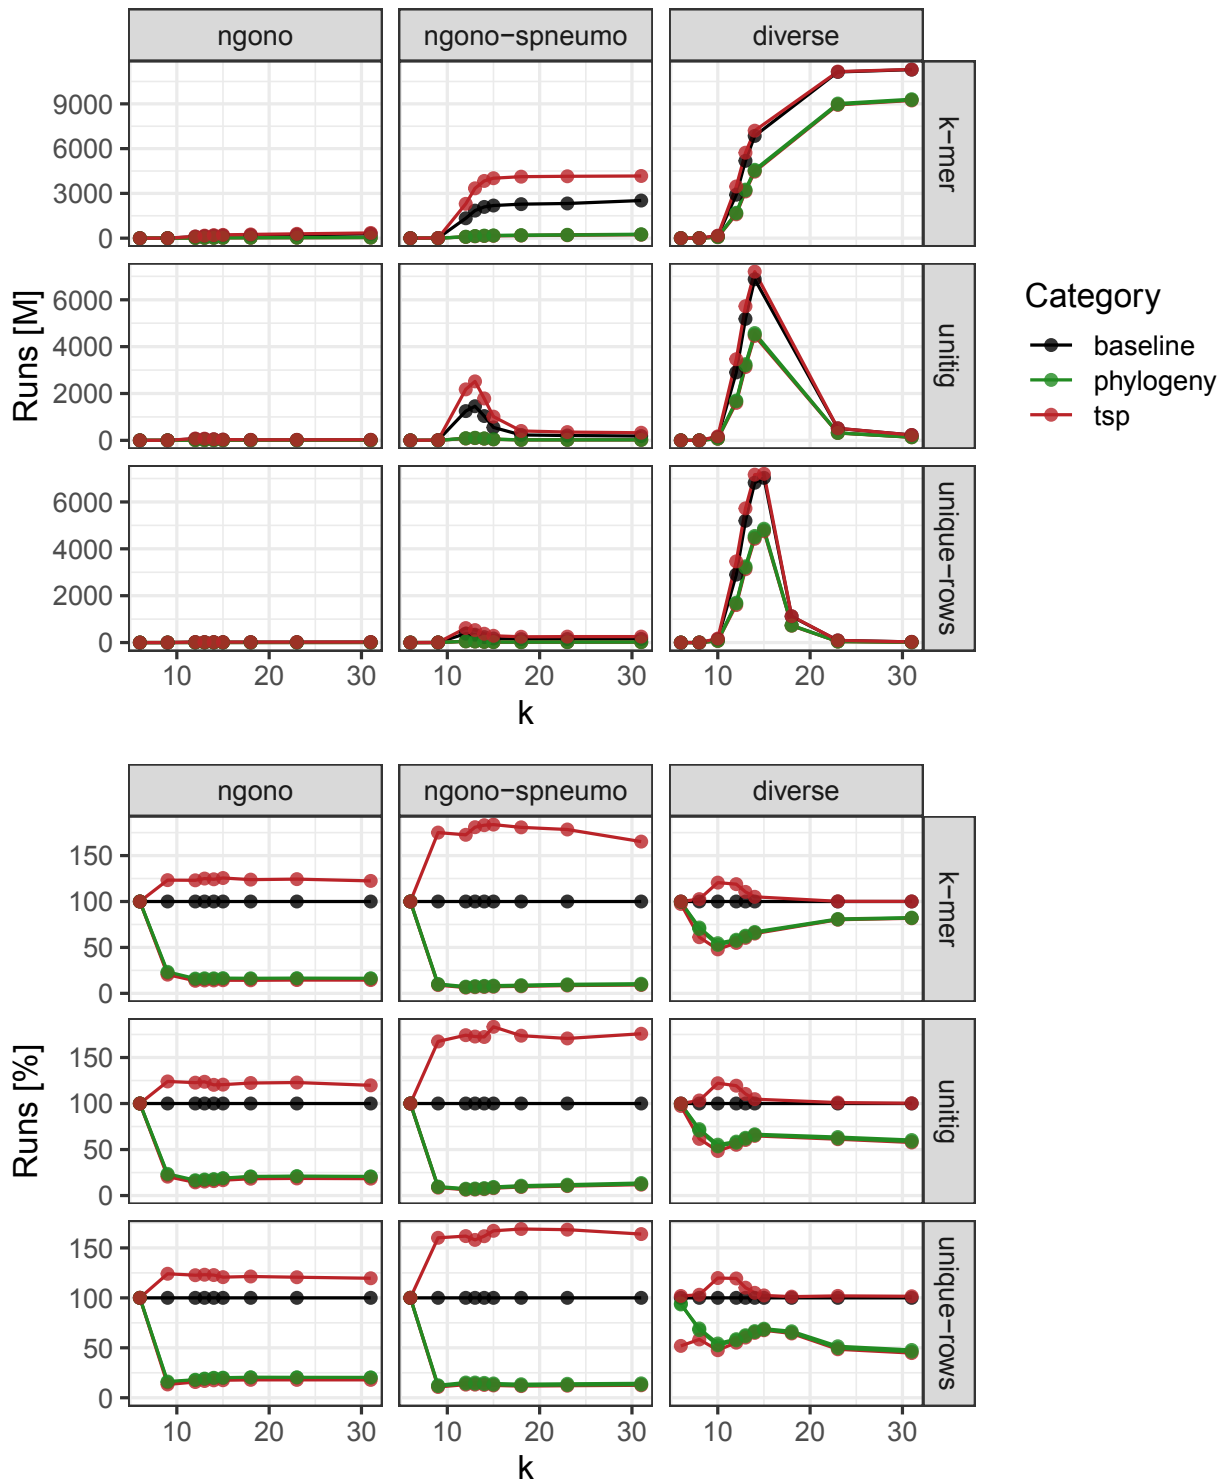 ngono ngono−spneumo diverse
9000
6000
3000
0
k−mer
6000
4000
2000
0
unitig
6000
4000
2000
0
unique−rows
Runs [M]
10 20 30 10 20 30 10 20 30
k
Category
baseline
phylogeny
tsp
ngono ngono−spneumo diverse
150
100
50
0
k−mer
150
100
50
0
unitig
150
100
50
0
unique−rows
Runs [%]
10 20 30 10 20 30 10 20 30
k